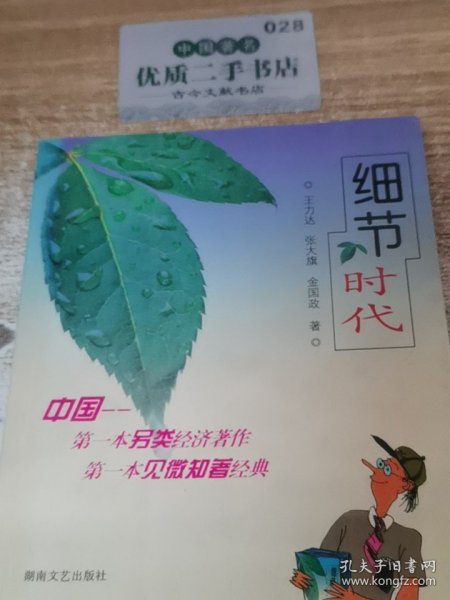 028
中国著名
优质二手书店
古今文献书店
细节
时代
◎王力达 张大旗 金国政 著◎
中国——
第一本另类经济著作
第一本见微知著经典
湖南文艺出版社
孔夫子旧书网
www.kongfz.com